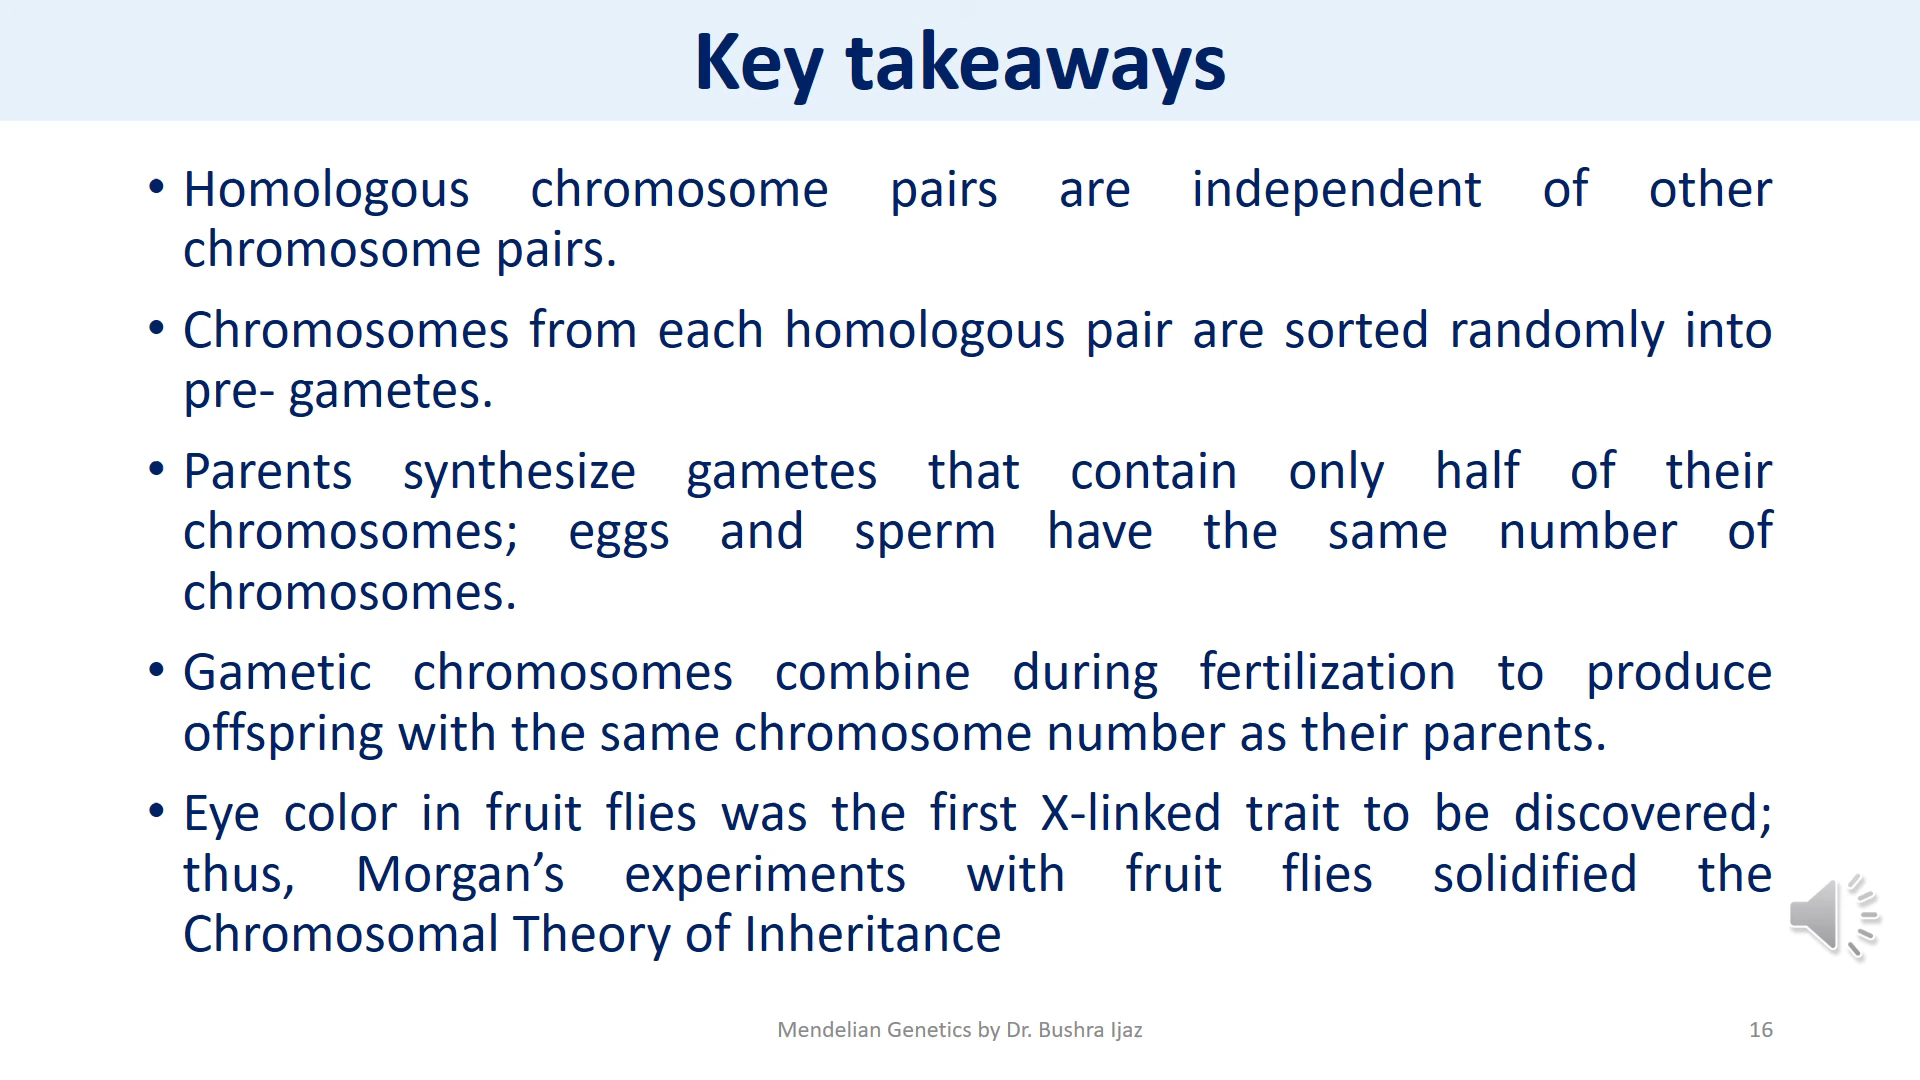 Key takeaways
• Homologous chromosome pairs are independent of other
chromosome pairs.
• Chromosomes from each homologous pair are sorted randomly into
pre- gametes.
• Parents synthesize gametes that contain only half of their
chromosomes; eggs and sperm have the same number of
chromosomes.
• Gametic chromosomes combine during fertilization to produce
offspring with the same chromosome number as their parents.
• Eye color in fruit flies was the first X-linked trait to be discovered;
thus, Morgan’s experiments with fruit flies solidified the
Chromosomal Theory of Inheritance
Mendelian Genetics by Dr. Bushra Ijaz
16